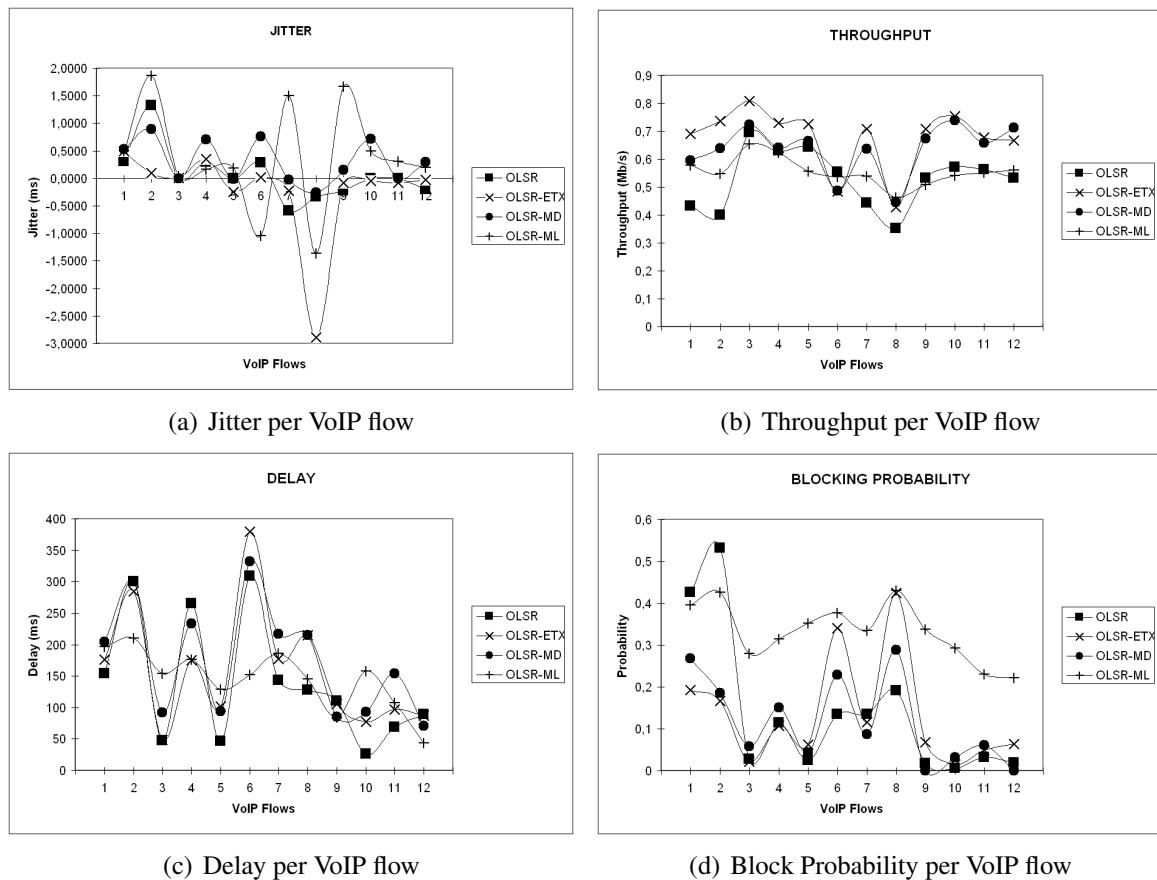 JITTER
2,0000
1,5000
1,0000
0,5000
0,0000
-0,5000
-1,0000
-1,5000
-2,0000
-2,5000
-3,0000
Jitter (ms)
1 2 3 4 5 6 7 8 9 10 11 12
VoIP Flows
OLSR
OLSR-ETX
OLSR-MD
OLSR-ML
(a) Jitter per VoIP flow
THROUGHPUT
0,9
0,8
0,7
0,6
0,5
0,4
0,3
0,2
0,1
0
Throughput (Mb/s)
1 2 3 4 5 6 7 8 9 10 11 12
VoIP Flows
OLSR
OLSR-ETX
OLSR-MD
OLSR-ML
(b) Throughput per VoIP flow
DELAY
400
350
300
250
200
150
100
50
0
Delay (ms)
1 2 3 4 5 6 7 8 9 10 11 12
VoIP Flows
OLSR
OLSR-ETX
OLSR-MD
OLSR-ML
(c) Delay per VoIP flow
BLOCKING PROBABILITY
0,6
0,5
0,4
0,3
0,2
0,1
0
Probability
1 2 3 4 5 6 7 8 9 10 11 12
VoIP Flows
OLSR
OLSR-ETX
OLSR-MD
OLSR-ML
(d) Block Probability per VoIP flow